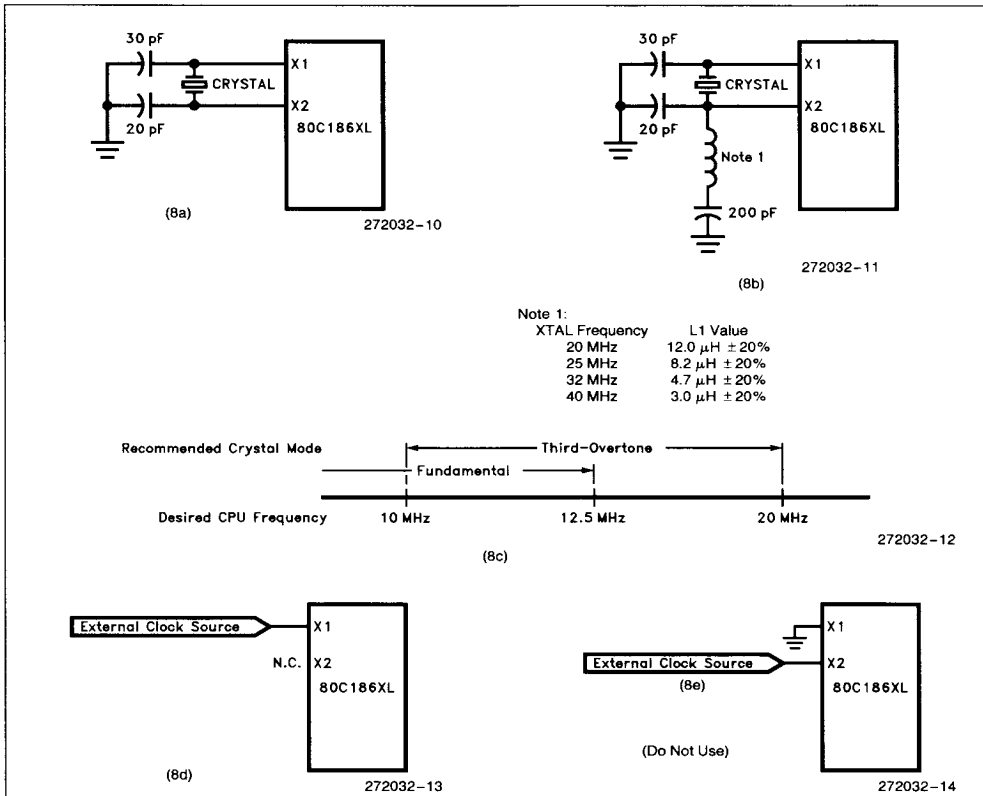 30 pF
X1
CRYSTAL
X2
20 pF
80C186XL
(8a)
272032-10
30 pF
X1
CRYSTAL
X2
20 pF
80C186XL
Note 1
200 pF
272032-11
(8b)
Note 1:
XTAL Frequency L1 Value
20 MHz 12.0 μH ±20%
25 MHz 8.2 μH ±20%
32 MHz 4.7 μH ±20%
40 MHz 3.0 μH ±20%
Recommended Crystal Mode
Third-Overtone
Fundamental
Desired CPU Frequency 10 MHz 12.5 MHz 20 MHz
272032-12
(8c)
External Clock Source
X1
N.C. X2
80C186XL
(8d)
272032-13
X1
External Clock Source
X2
(8e)
80C186XL
(Do Not Use)
272032-14